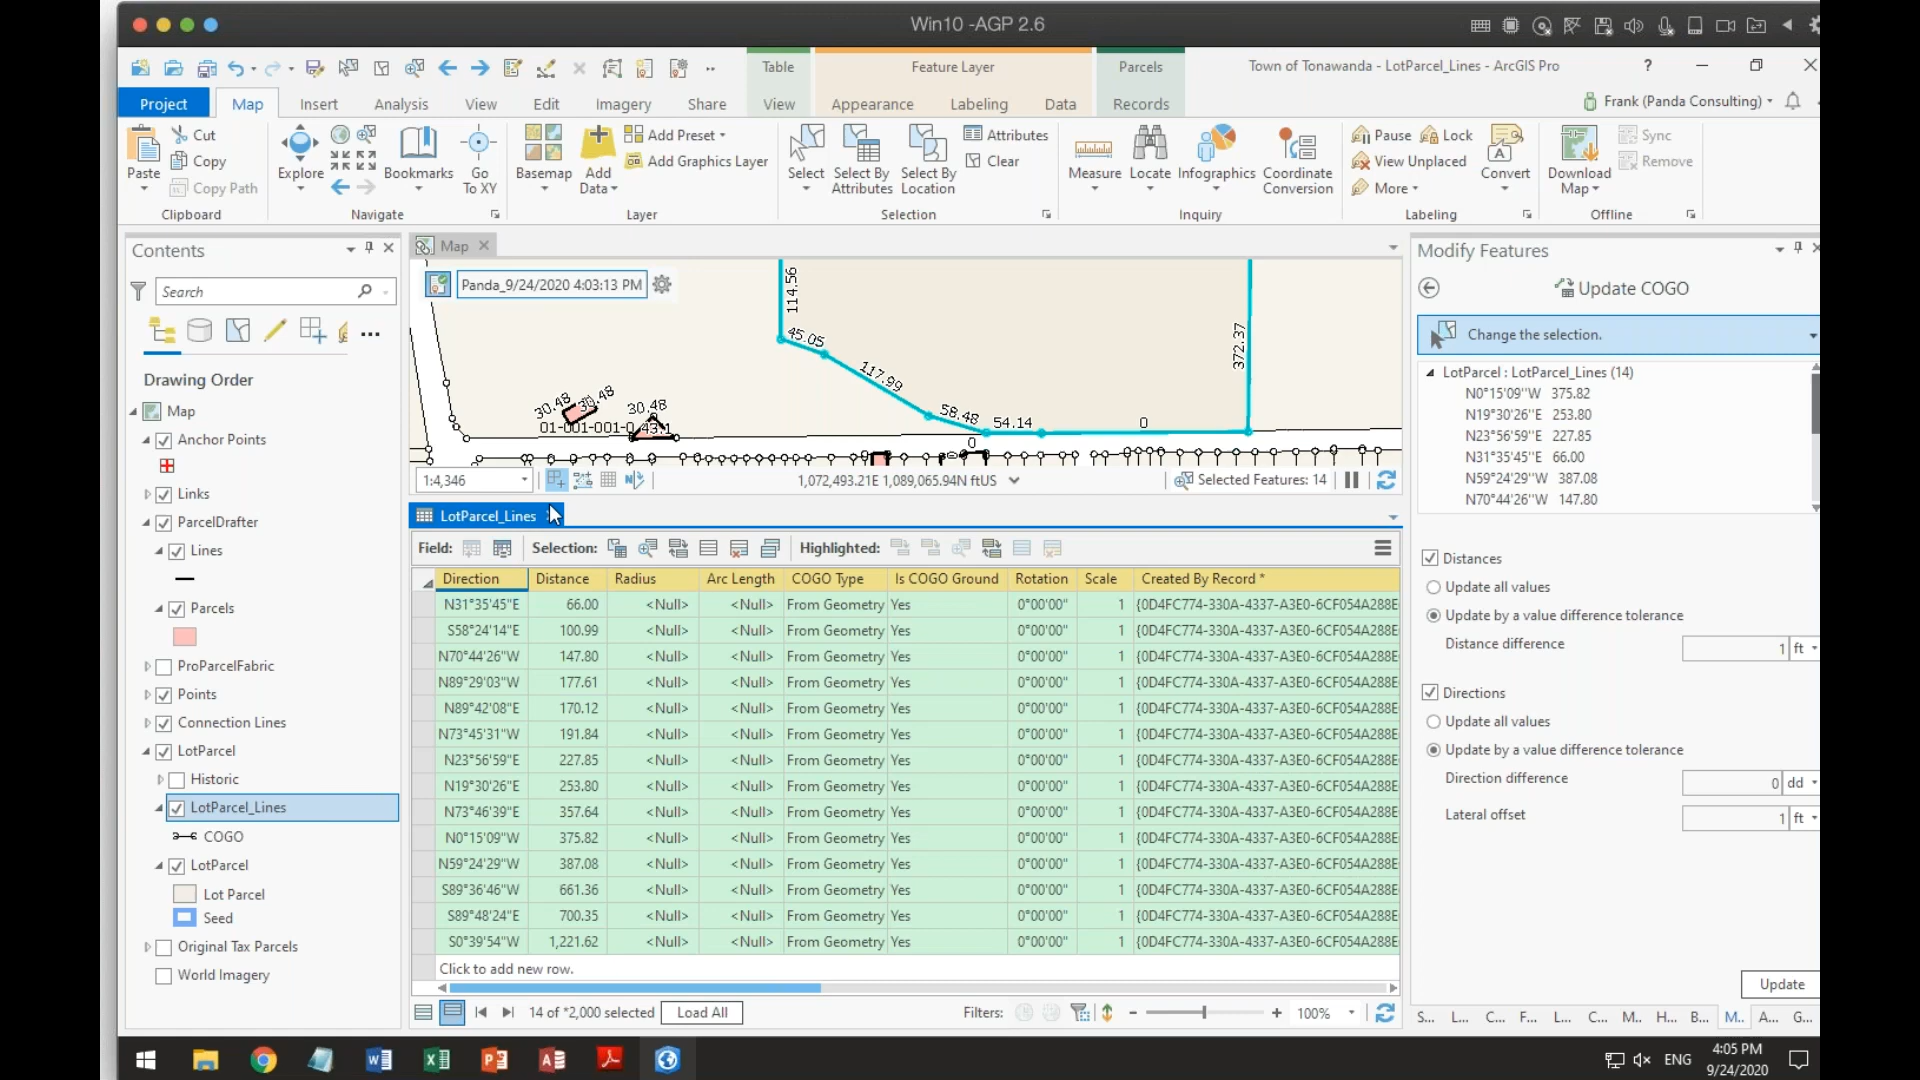 Win10 -AGP 2.6
Table
Feature Layer
Parcels
Town of Tonawanda - LotParcel_Lines - ArcGIS Pro
?
Project
Map
Insert
Analysis
View
Edit
Imagery
Share
View
Appearance
Labeling
Data
Records
Frank (Panda Consulting)
Paste
Cut
Copy
Copy Path
Clipboard
Explore
Bookmarks
Go To XY
Navigate
Basemap
Add Data
Add Preset
Add Graphics Layer
Layer
Select
Select By Attributes
Select By Location
Attributes
Clear
Selection
Measure
Locate
Infographics
Coordinate Conversion
Inquiry
Pause
Lock
View Unplaced
More
Convert
Labeling
Download Map
Sync
Remove
Offline
Contents
Search
Drawing Order
Map
Anchor Points
Links
ParcelDrafter
Lines
Parcels
ProParcelFabric
Points
Connection Lines
LotParcel
Historic
LotParcel_Lines
COGO
LotParcel
Lot Parcel
Seed
Original Tax Parcels
World Imagery
Map
Panda_9/24/2020 4:03:13 PM
114.56
45.05
117.99
58.48
54.14
0
372.37
30.48
30.48
30.48
01-001-001-0
43.1
0
1:4,346
1,072,493.21E 1,089,065.94N ftUS
Selected Features: 14
LotParcel_Lines
Field:
Selection:
Highlighted:
Direction Distance Radius Arc Length COGO Type Is COGO Ground Rotation Scale Created By Record *
N31°35'45"E 66.00 <Null> <Null> From Geometry Yes 0°00'00" 1 {0D4FC774-330A-4337-A3E0-6CF054A288E
S58°24'14"E 100.99 <Null> <Null> From Geometry Yes 0°00'00" 1 {0D4FC774-330A-4337-A3E0-6CF054A288E
N70°44'26"W 147.80 <Null> <Null> From Geometry Yes 0°00'00" 1 {0D4FC774-330A-4337-A3E0-6CF054A288E
N89°29'03"W 177.61 <Null> <Null> From Geometry Yes 0°00'00" 1 {0D4FC774-330A-4337-A3E0-6CF054A288E
N89°42'08"E 170.12 <Null> <Null> From Geometry Yes 0°00'00" 1 {0D4FC774-330A-4337-A3E0-6CF054A288E
N73°45'31"W 191.84 <Null> <Null> From Geometry Yes 0°00'00" 1 {0D4FC774-330A-4337-A3E0-6CF054A288E
N23°56'59"E 227.85 <Null> <Null> From Geometry Yes 0°00'00" 1 {0D4FC774-330A-4337-A3E0-6CF054A288E
N19°30'26"E 253.80 <Null> <Null> From Geometry Yes 0°00'00" 1 {0D4FC774-330A-4337-A3E0-6CF054A288E
N73°46'39"E 357.64 <Null> <Null> From Geometry Yes 0°00'00" 1 {0D4FC774-330A-4337-A3E0-6CF054A288E
N0°15'09"W 375.82 <Null> <Null> From Geometry Yes 0°00'00" 1 {0D4FC774-330A-4337-A3E0-6CF054A288E
N59°24'29"W 387.08 <Null> <Null> From Geometry Yes 0°00'00" 1 {0D4FC774-330A-4337-A3E0-6CF054A288E
S89°36'46"W 661.36 <Null> <Null> From Geometry Yes 0°00'00" 1 {0D4FC774-330A-4337-A3E0-6CF054A288E
S89°48'24"E 700.35 <Null> <Null> From Geometry Yes 0°00'00" 1 {0D4FC774-330A-4337-A3E0-6CF054A288E
S0°39'54"W 1,221.62 <Null> <Null> From Geometry Yes 0°00'00" 1 {0D4FC774-330A-4337-A3E0-6CF054A288E
Click to add new row.
14 of *2,000 selected
Load All
Filters:
- + 100%
Modify Features
Update COGO
Change the selection.
LotParcel : LotParcel_Lines (14)
N0°15'09"W 375.82
N19°30'26"E 253.80
N23°56'59"E 227.85
N31°35'45"E 66.00
N59°24'29"W 387.08
N70°44'26"W 147.80
Distances
Update all values
Update by a value difference tolerance
Distance difference 1 ft
Directions
Update all values
Update by a value difference tolerance
Direction difference 0 dd
Lateral offset 1 ft
Update
S... L... C... F... L... C... M.. H... B... M.. A... G...
ENG
4:05 PM
9/24/2020